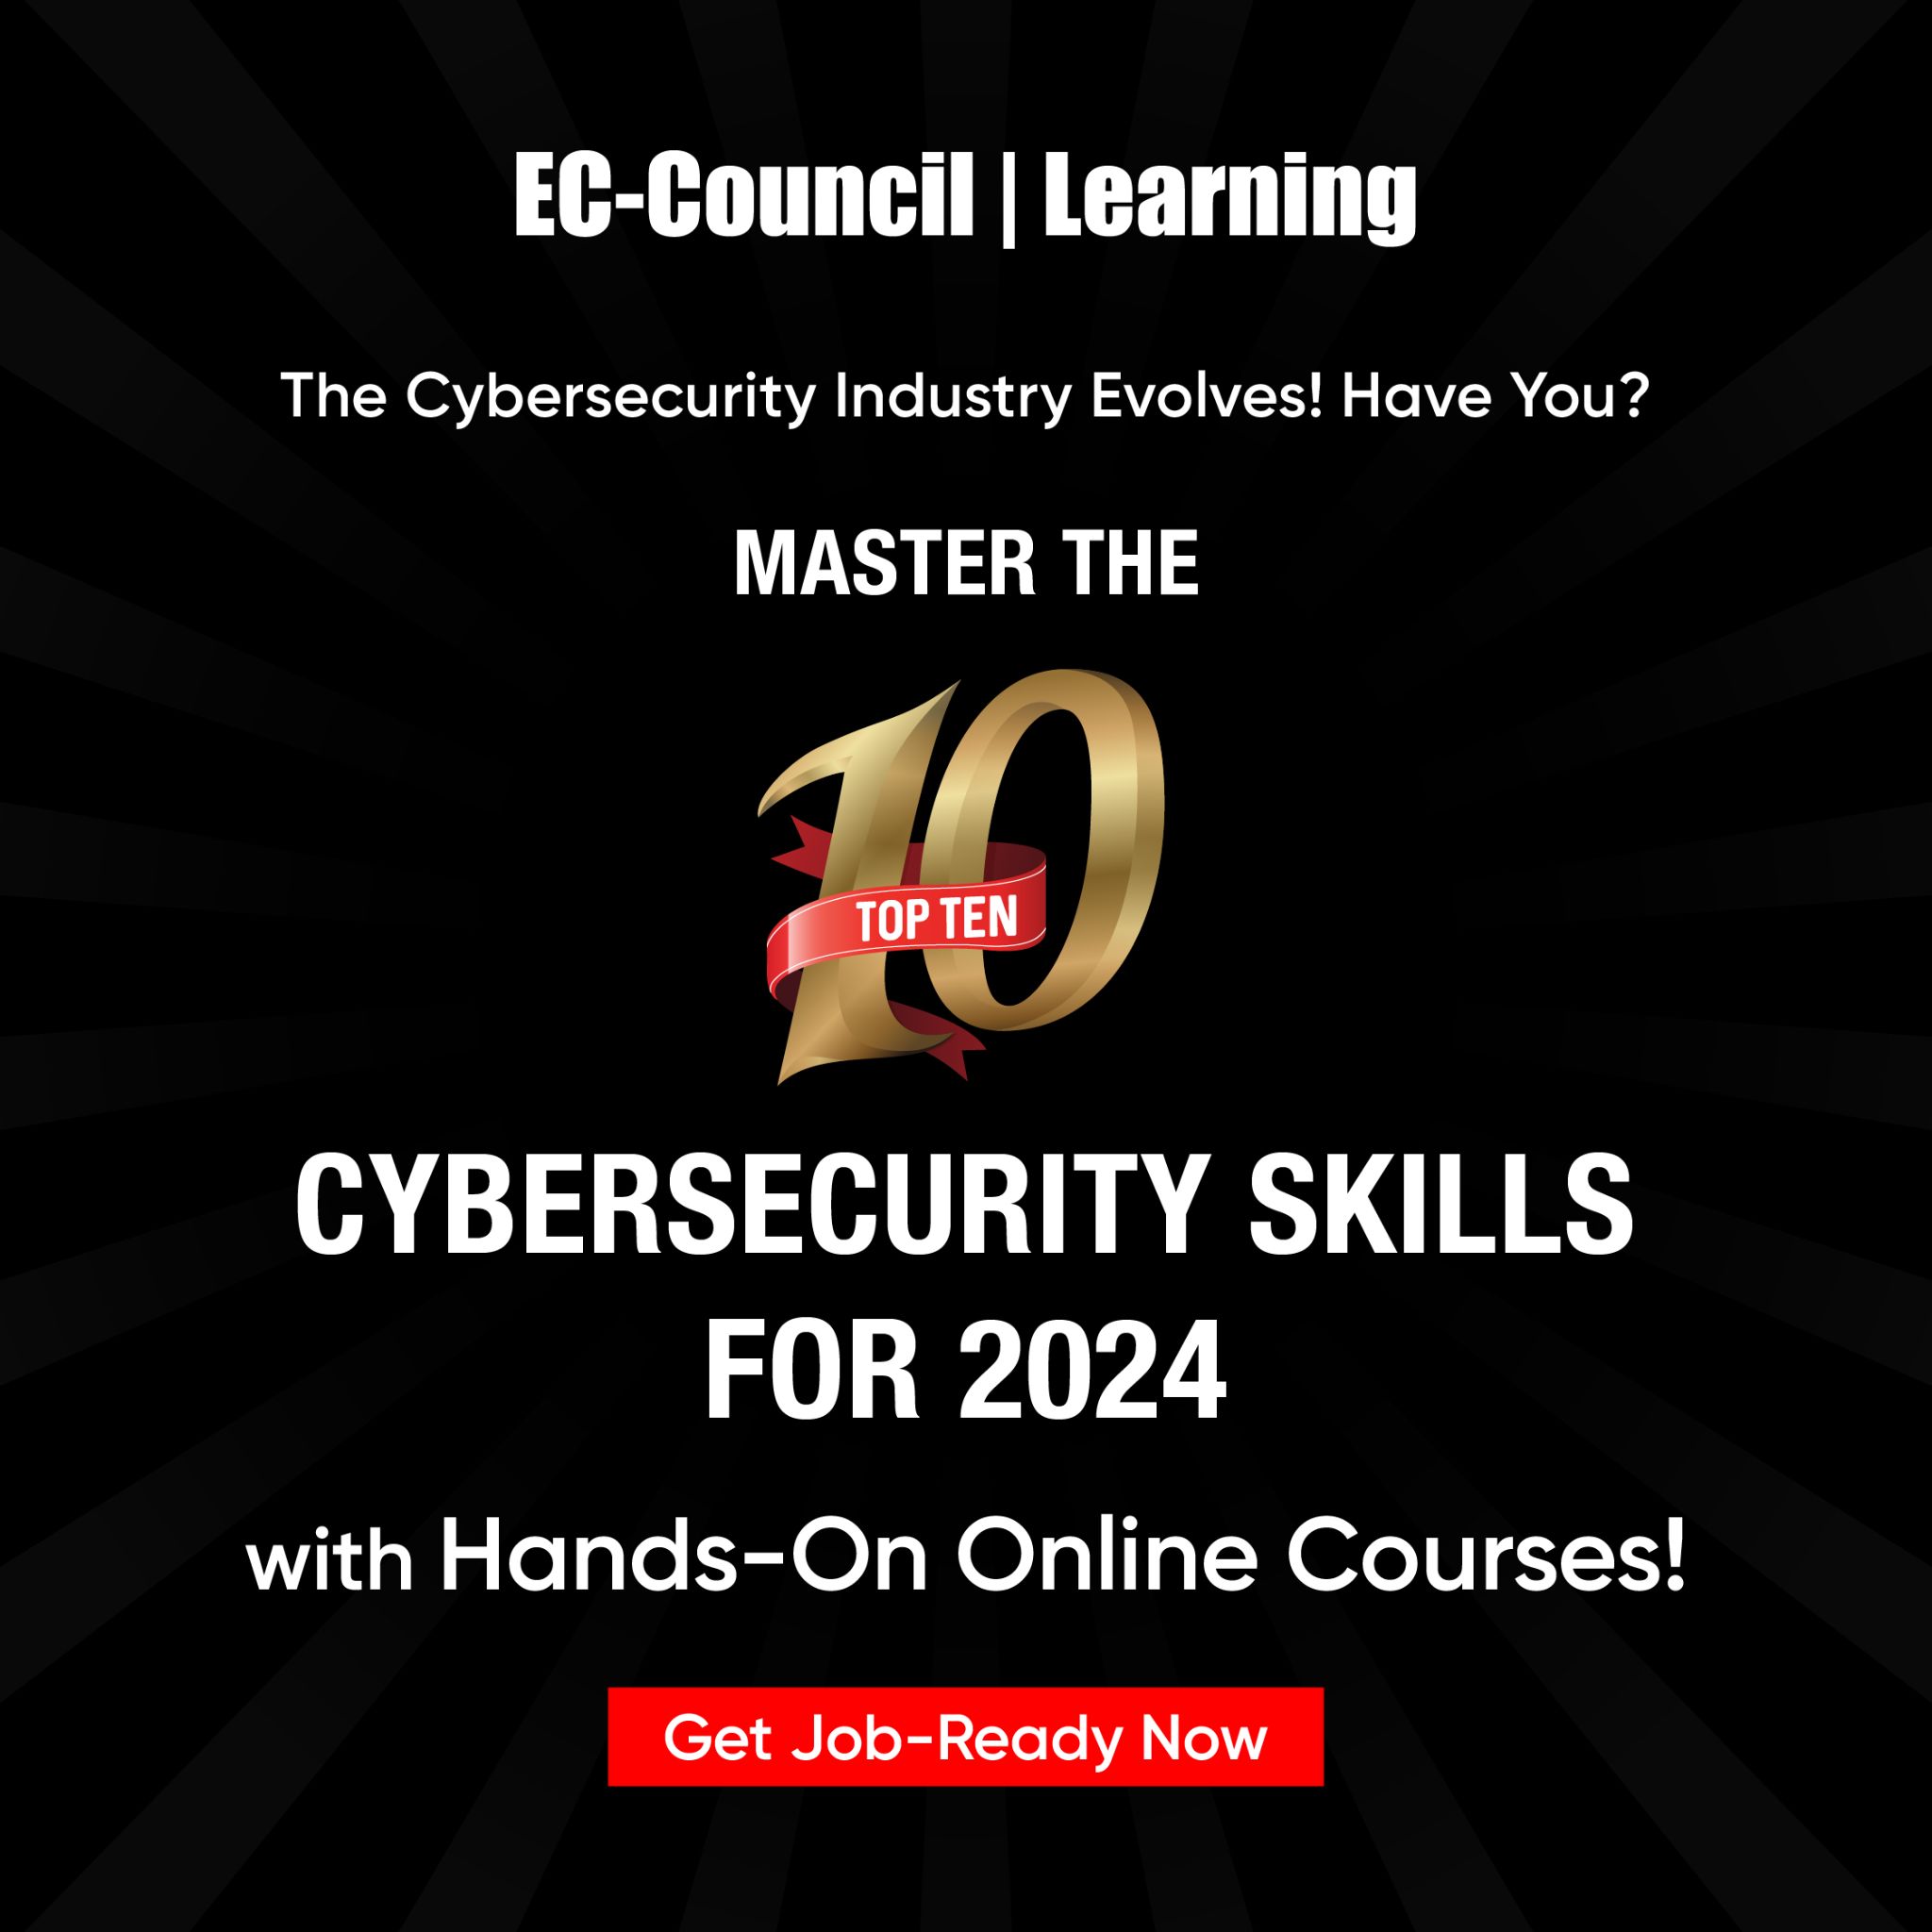 EC-Council | Learning
The Cybersecurity Industry Evolves! Have You?
MASTER THE
10
TOP TEN
CYBERSECURITY SKILLS
FOR 2024
with Hands-On Online Courses!
Get Job-Ready Now